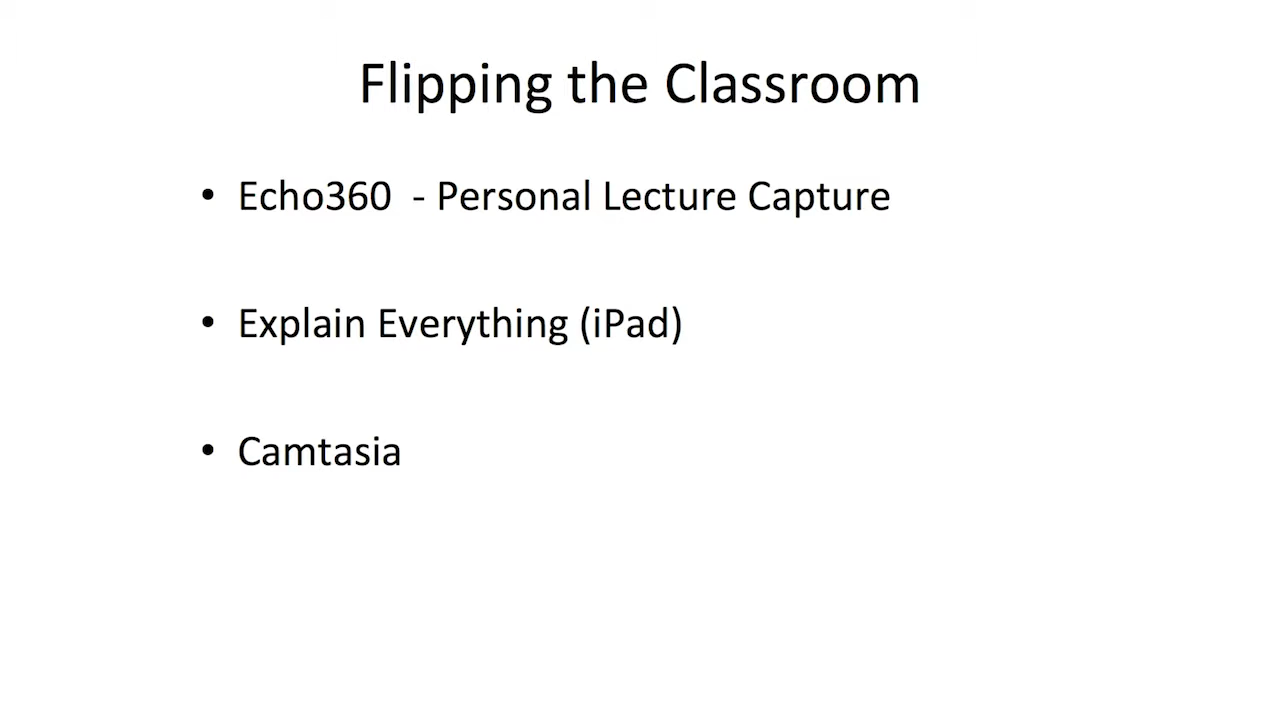 Flipping the Classroom
• Echo360 - Personal Lecture Capture
• Explain Everything (iPad)
• Camtasia